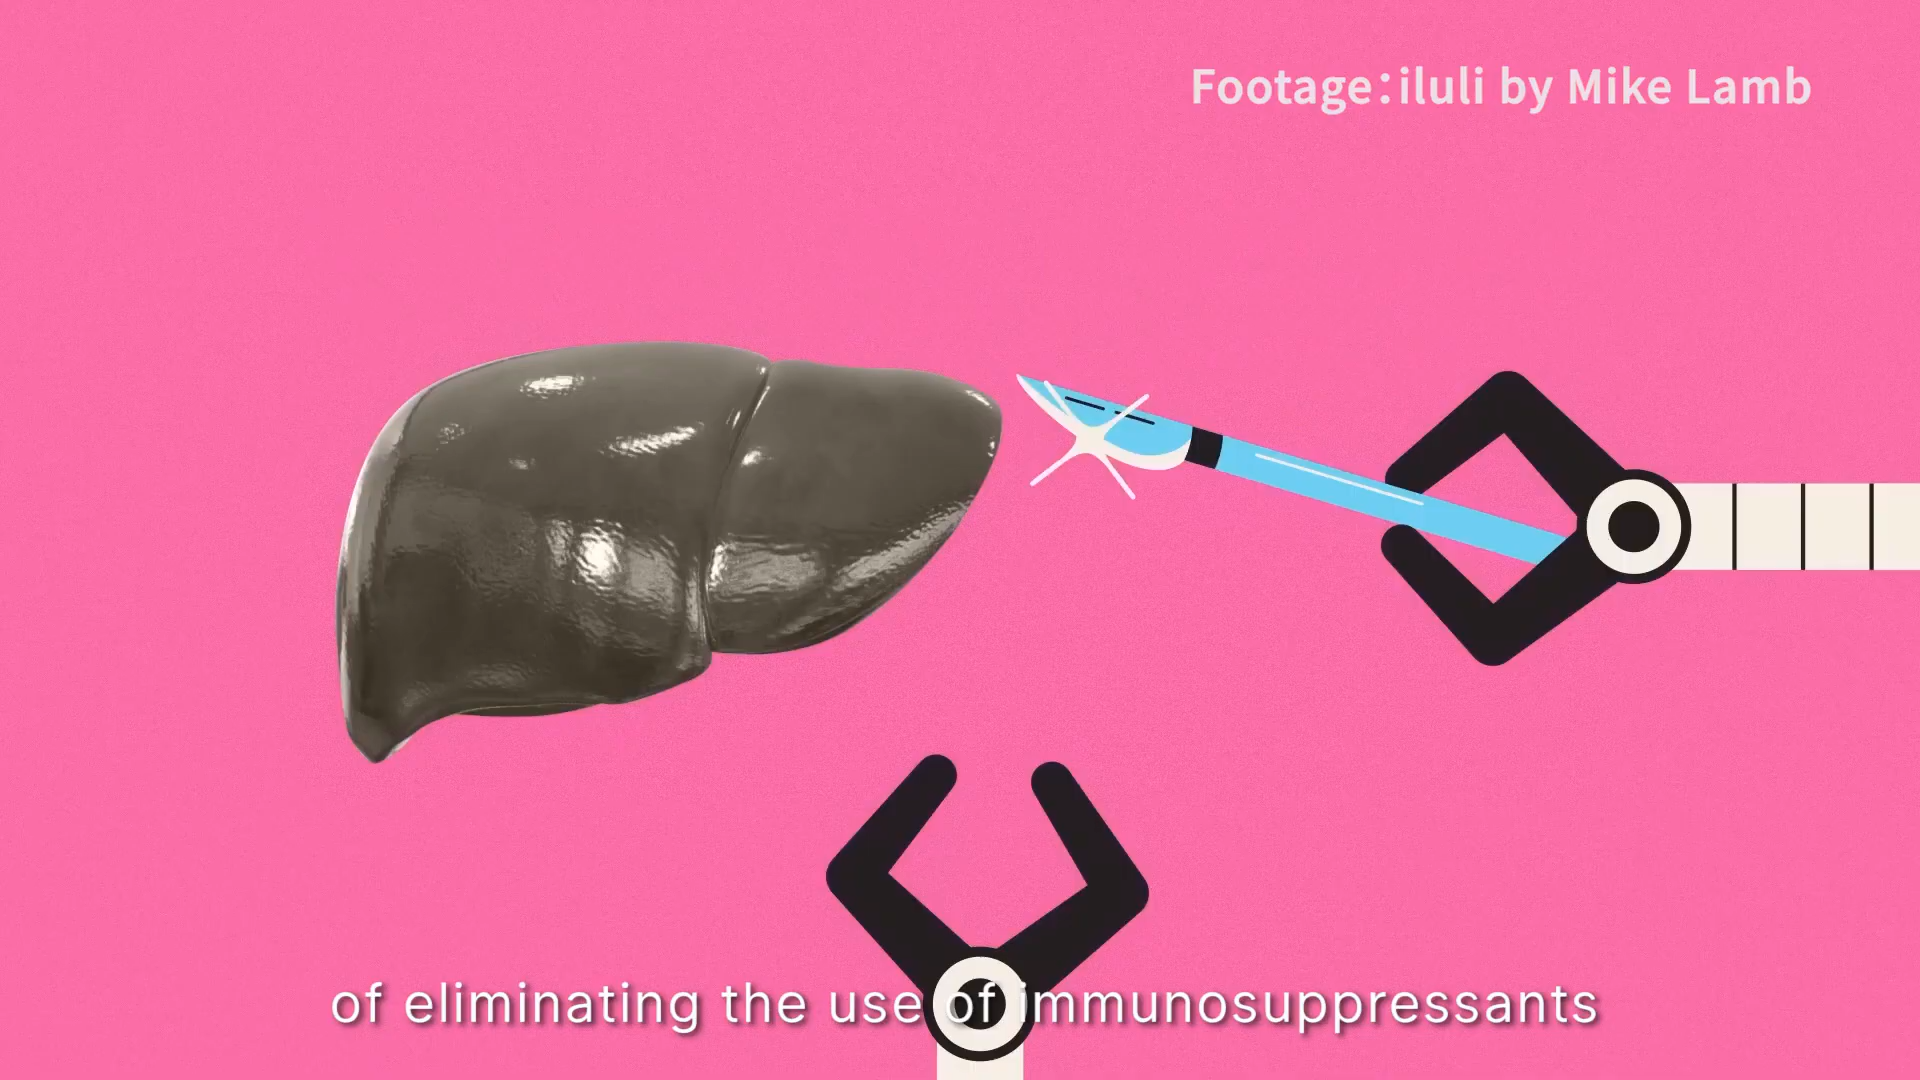 Footage：iluli by Mike Lamb
of eliminating the use of immunosuppressants